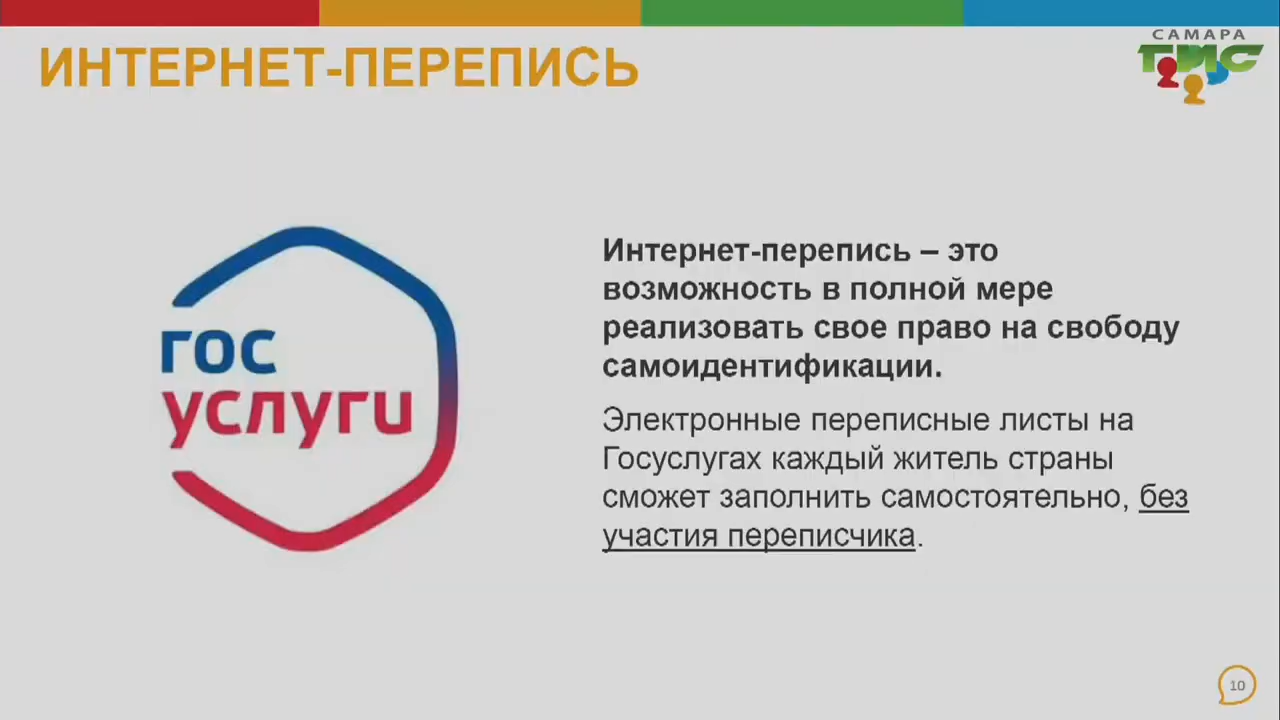 САМАРА
ТИС
ИНТЕРНЕТ-ПЕРЕПИСЬ
гос
услуги
Интернет-перепись – это
возможность в полной мере
реализовать свое право на свободу
самоидентификации.
Электронные переписные листы на
Госуслугах каждый житель страны
сможет заполнить самостоятельно, без
участия переписчика.
10